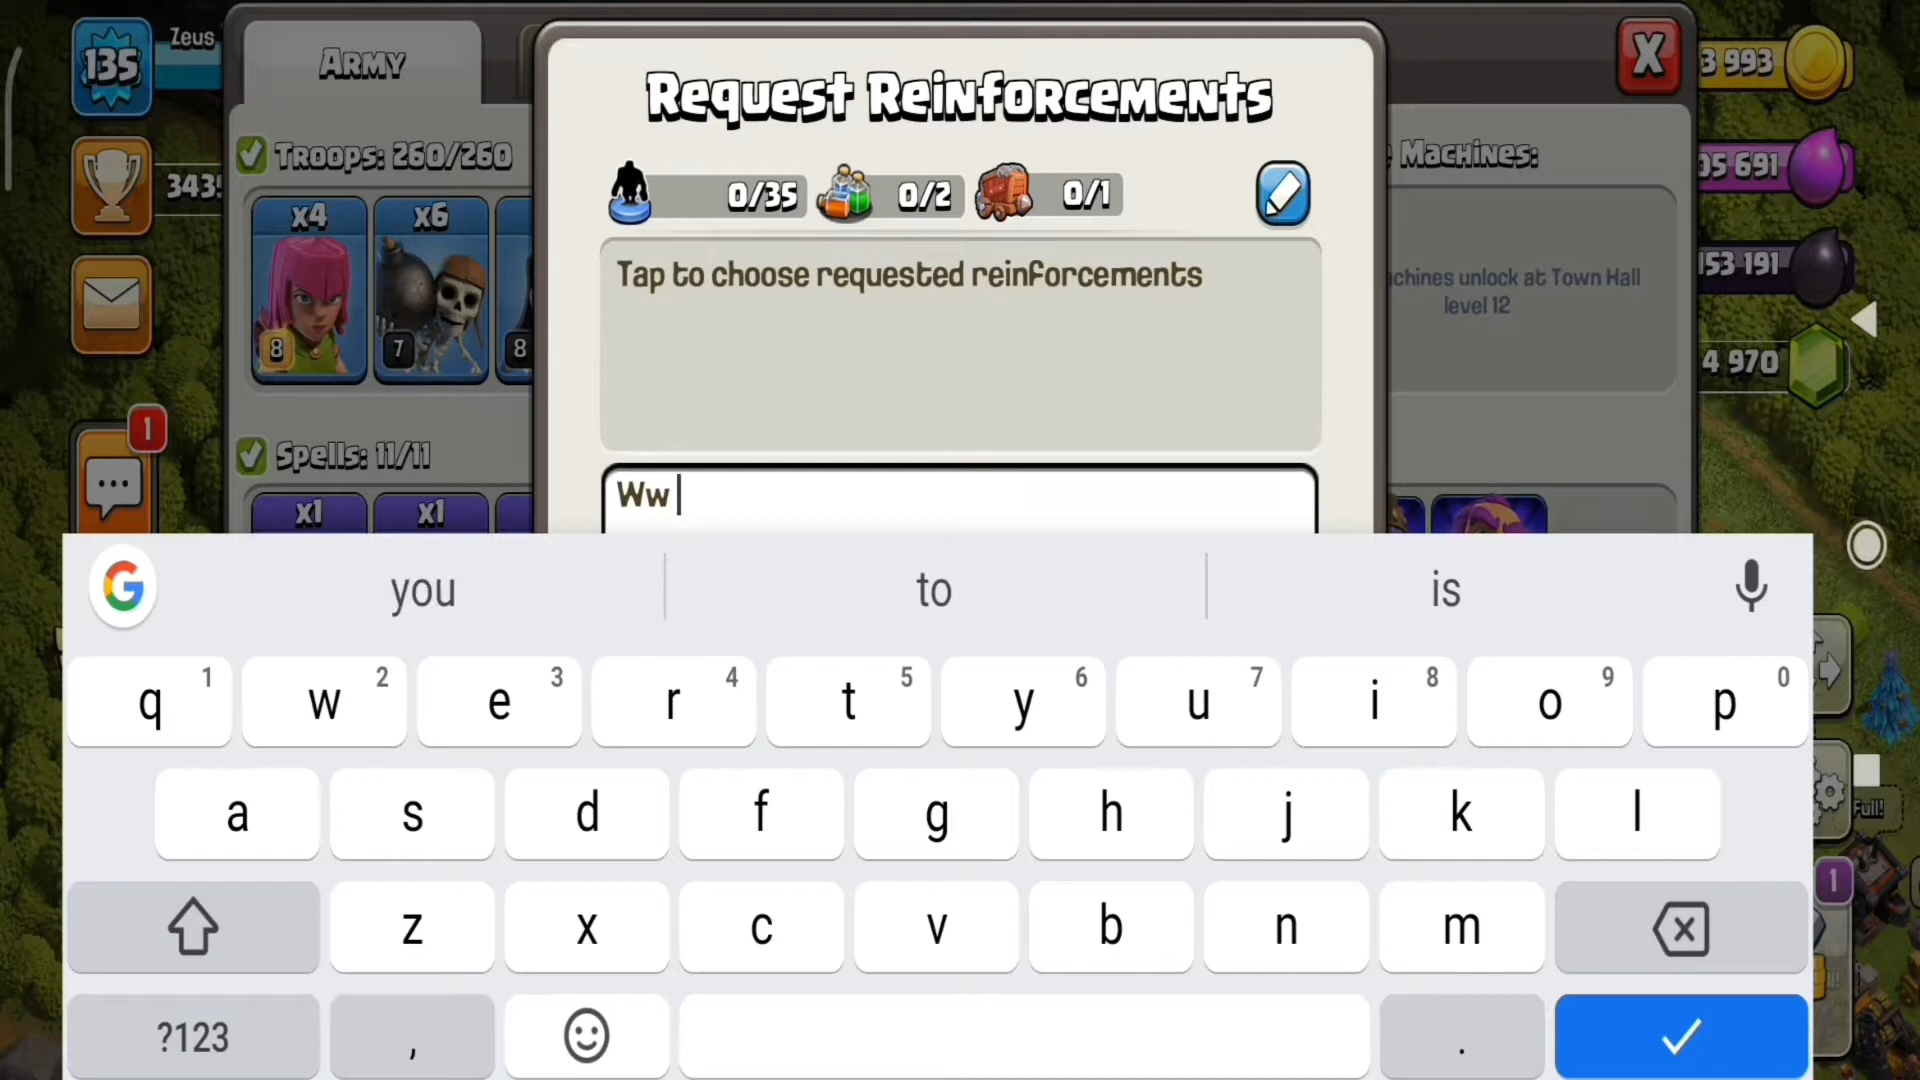 135
Zeus
Army
Request Reinforcements
3 993
Troops: 260/260
Machines:
343
0/35
0/2
0/1
05 691
x4
x6
8
7
8
Tap to choose requested reinforcements
153 191
chines unlock at Town Hall
level 12
4 970
1
Spells: 11/11
x1
x1
Ww
you
to
is
q 1 w 2 e 3 r 4 t 5 y 6 u 7 i 8 o 9 p 0
a s d f g h j k l
Full!
z x c v b n m
1
?123 , .